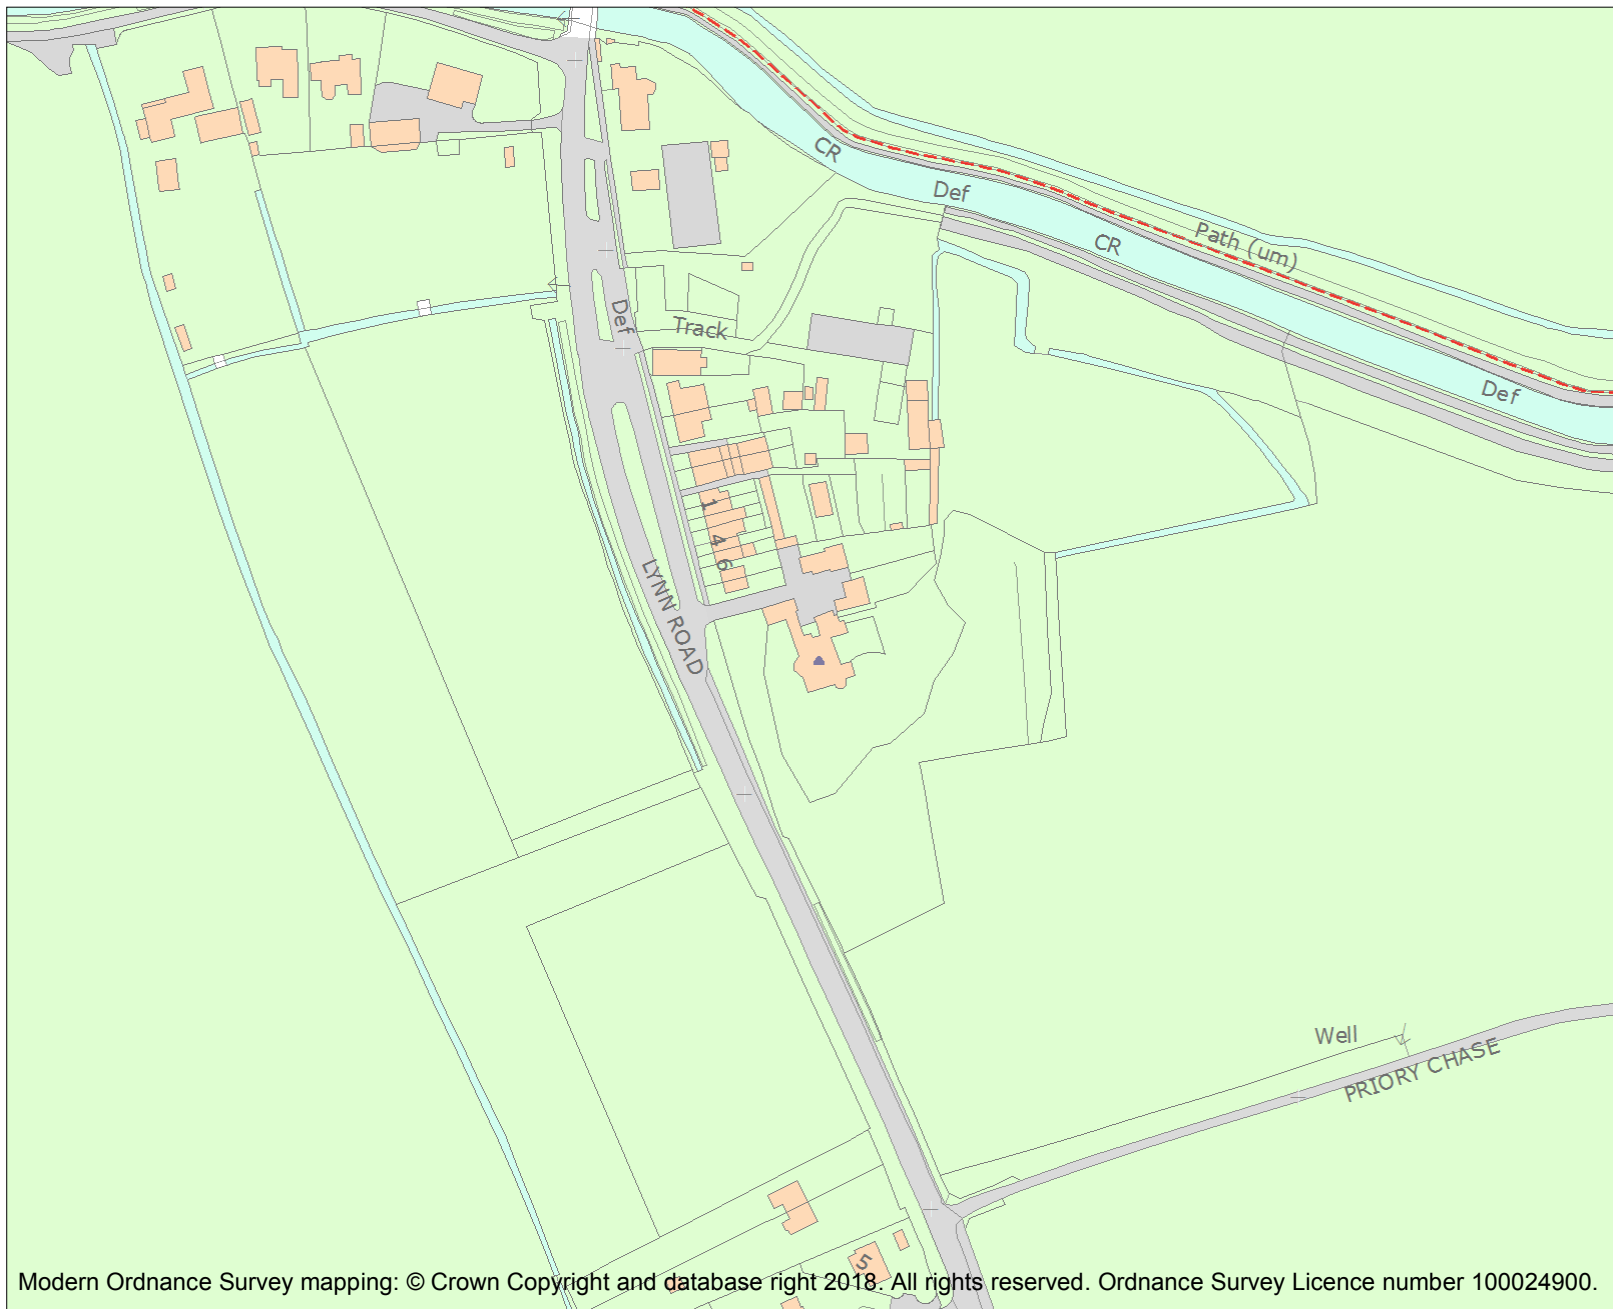 CR
Def
CR
Path (um)
Def
Track
Def
1
4
6
LYNN ROAD
Well
PRIORY CHASE
5
Modern Ordnance Survey mapping: © Crown Copyright and database right 2018. All rights reserved. Ordnance Survey Licence number 100024900.